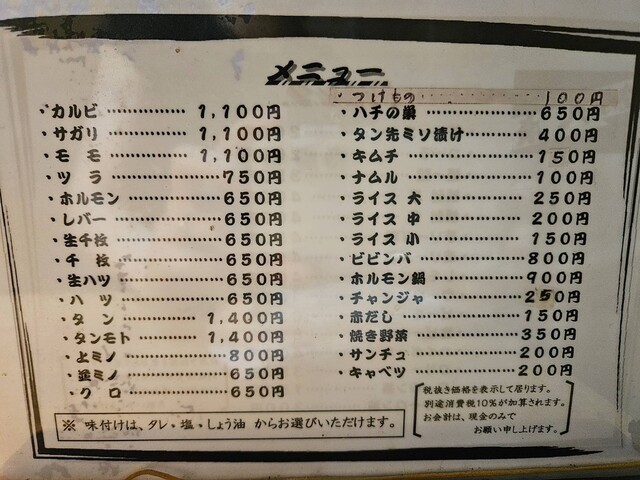 メニュー
・カルビ ……………… 1,100円
・サガリ ……………… 1,100円
・モ モ ……………… 1,100円
・ツ ラ ……………… 750円
・ホルモン ……………… 650円
・レバー ……………… 650円
・生千枚 ……………… 650円
・千 枚 ……………… 650円
・生ハツ ……………… 650円
・ハ ツ ……………… 650円
・タ ン ……………… 1,400円
・タンモト ……………… 1,400円
・上ミノ ……………… 800円
・並ミノ ……………… 650円
・グ ロ ……………… 650円
※ 味付けは、タレ・塩・しょう油 からお選びいただけます。
・つけもの ……………… 100円
・ハチの巣 ……………… 650円
・タン先ミソ漬け ……………… 400円
・キムチ ……………… 150円
・ナムル ……………… 100円
・ライス 大 ……………… 250円
・ライス 中 ……………… 200円
・ライス 小 ……………… 150円
・ビビンバ ……………… 800円
・ホルモン鍋 ……………… 900円
・チャンジャ ……………… 250円
・赤だし ……………… 150円
・焼き野菜 ……………… 350円
・サンチュ ……………… 200円
・キャベツ ……………… 200円
税抜き価格を表示して居ります。
別途消費税10%が加算されます。
お会計は、現金のみで
お願い申し上げます。